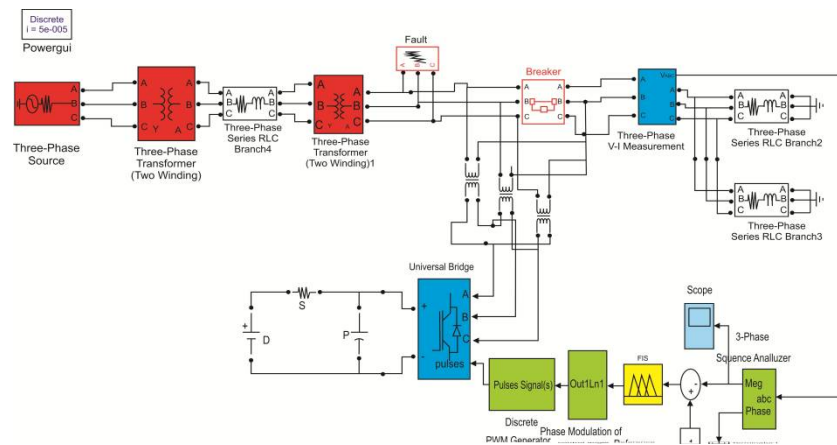 Discrete
i = 5e-005
Powergui
Fault
A B C
Breaker
A A
B B
C C
Three-Phase
Source
A
B
C
A A
B B
C Y A C
Three-Phase
Transformer
(Two Winding)
A A
B B
C C
Three-Phase
Series RLC
Branch4
A A
B B
C Y A C
Three-Phase
Transformer
(Two Winding)1
A Vabc
A
B B
C C
Three-Phase
V-I Measurement
A A
B B
C C
Three-Phase
Series RLC Branch2
A A
B B
C C
Three-Phase
Series RLC Branch3
Universal Bridge
+ A
B
- C
pulses
S
+
D
P
Scope
3-Phase
Squence Analluzer
Meg
abc
Phase
+
-
FIS
Out1Ln1
Phase Modulation of
Pulses Signal(s)
Discrete
PWM Generator